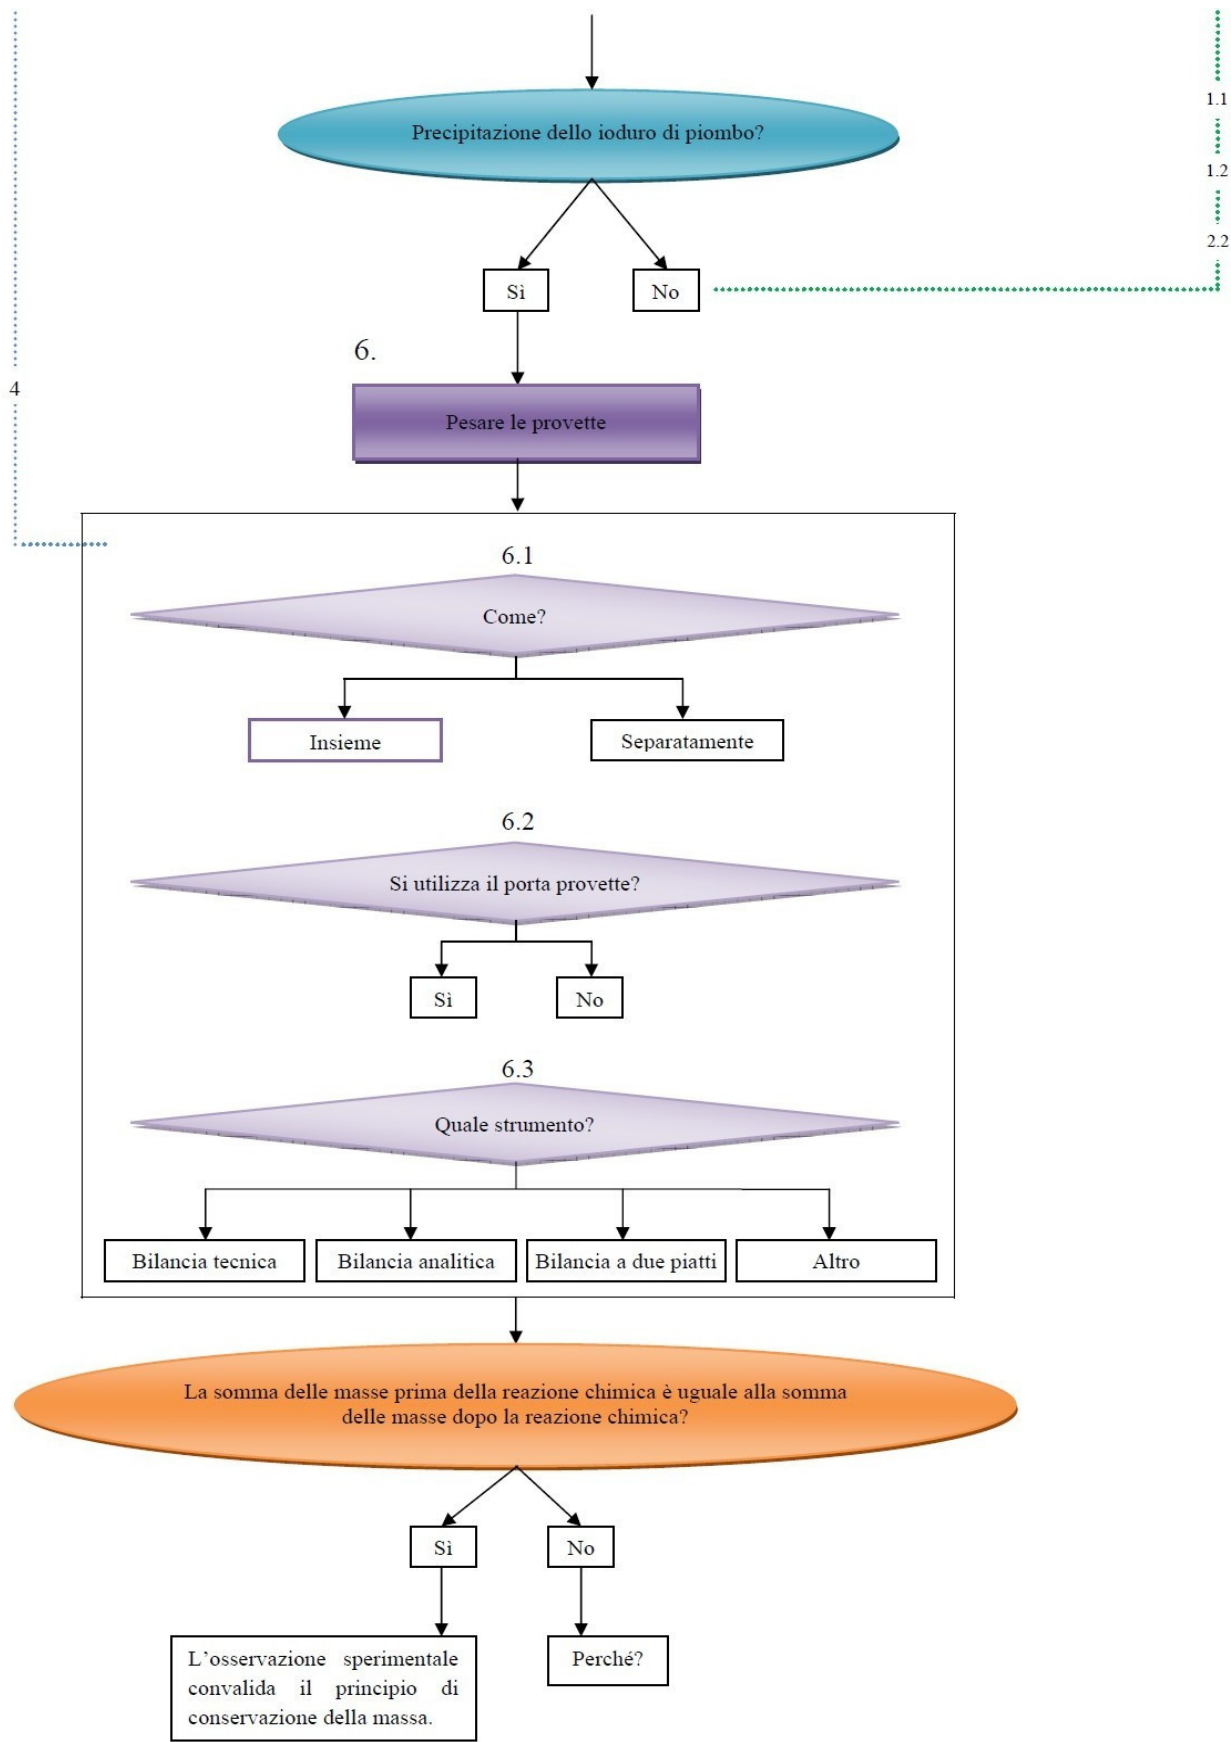 1.1
Precipitazione dello ioduro di piombo?
1.2
2.2
Sì
No
6.
4
Pesare le provette
6.1
Come?
Insieme
Separatamente
6.2
Si utilizza il porta provette?
Sì
No
6.3
Quale strumento?
Bilancia tecnica
Bilancia analitica
Bilancia a due piatti
Altro
La somma delle masse prima della reazione chimica è uguale alla somma
delle masse dopo la reazione chimica?
Sì
No
L'osservazione sperimentale
convalida il principio di
conservazione della massa.
Perché?